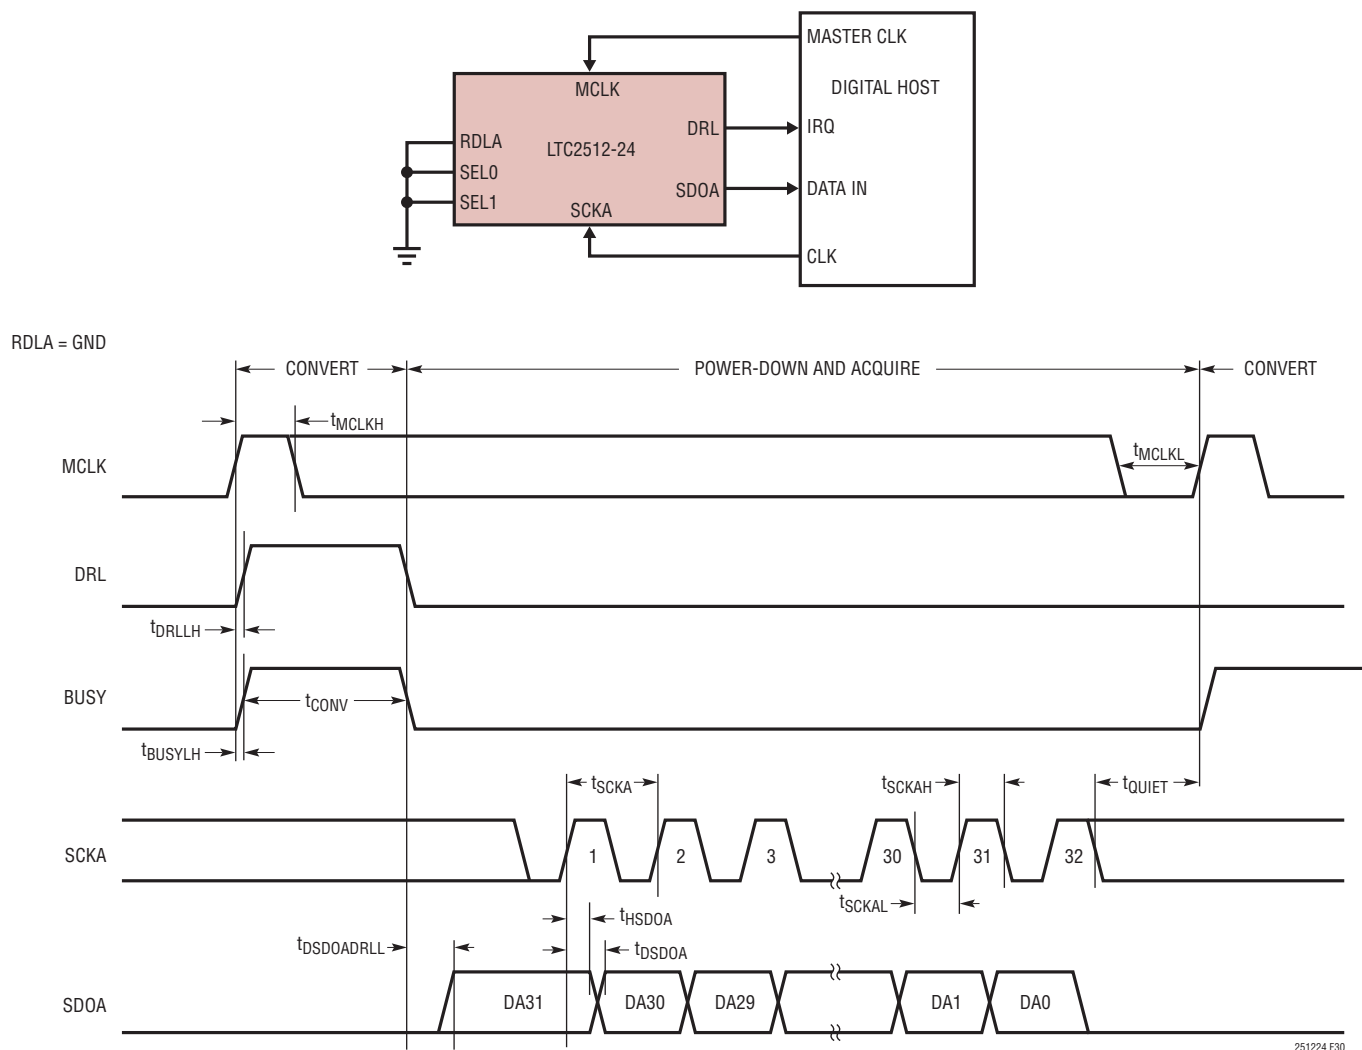 MASTER CLK
MCLK
DIGITAL HOST
DRL
IRQ
RDLA
LTC2512-24
SEL0
SDOA
DATA IN
SEL1
SCKA
CLK
RDLA = GND
CONVERT
POWER-DOWN AND ACQUIRE
CONVERT
tMCLKH
MCLK
tMCLKL
DRL
tDRLLH
BUSY
tCONV
tBUSYLH
tSCKA
tSCKAH
tQUIET
SCKA
1
2
3
30
31
32
tSCKAL
tHSDOA
tDSDOADRLL
tDSDOA
SDOA
DA31
DA30
DA29
DA1
DA0
251224 F30